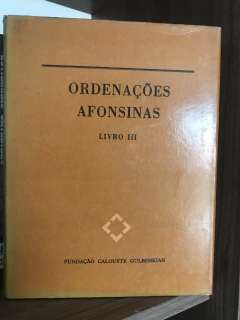 ORDENAÇÕES
AFONSINAS
LIVRO III
FUNDAÇÃO CALOUSTE GULBENKIAN